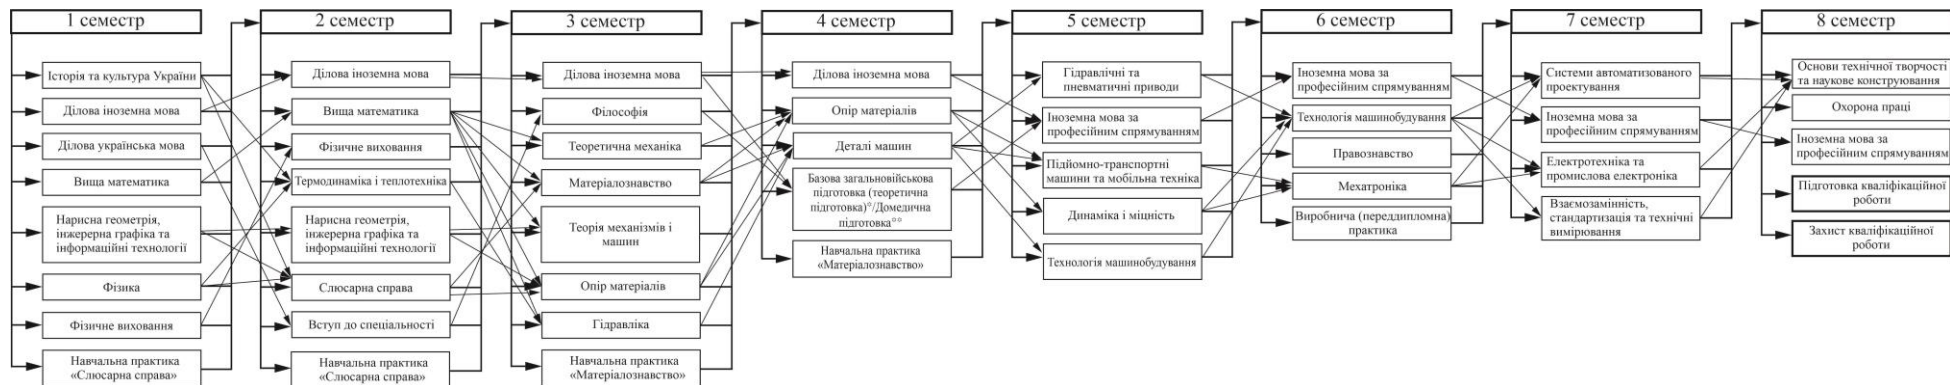 1 семестр
Історія та культура України
Ділова іноземна мова
Ділова українська мова
Вища математика
Нарисна геометрія,
інжерерна графіка та
інформаційні технології
Фізика
Фізичне виховання
Навчальна практика
«Слюсарна справа»
2 семестр
Ділова іноземна мова
Вища математика
Фізичне виховання
Термодинаміка і теплотехніка
Нарисна геометрія,
інжерерна графіка та
інформаційні технології
Слюсарна справа
Вступ до спеціальності
Навчальна практика
«Слюсарна справа»
3 семестр
Ділова іноземна мова
Філософія
Теоретична механіка
Матеріалознавство
Теорія механізмів і
машин
Опір матеріалів
Гідравліка
Навчальна практика
«Матеріалознавство»
4 семестр
Ділова іноземна мова
Опір матеріалів
Деталі машин
Базова загальновійськова
підготовка (теоретична
підготовка)*/Домедична
підготовка**
Навчальна практика
«Матеріалознавство»
5 семестр
Гідравлічні та
пневматичні приводи
Іноземна мова за
професійним спрямуванням
Підйомно-транспортні
машини та мобільна техніка
Динаміка і міцність
Технологія машинобудування
6 семестр
Іноземна мова за
професійним спрямуванням
Технологія машинобудування
Правознавство
Мехатроніка
Виробнича (переддипломна)
практика
7 семестр
Системи автоматизованого
проектування
Іноземна мова за
професійним спрямуванням
Електротехніка та
промислова електроніка
Взаємозамінність,
стандартизація та технічні
вимірювання
8 семестр
Основи технічної творчості
та наукове конструювання
Охорона праці
Іноземна мова за
професійним спрямуванням
Підготовка кваліфікаційної
роботи
Захист кваліфікаційної
роботи